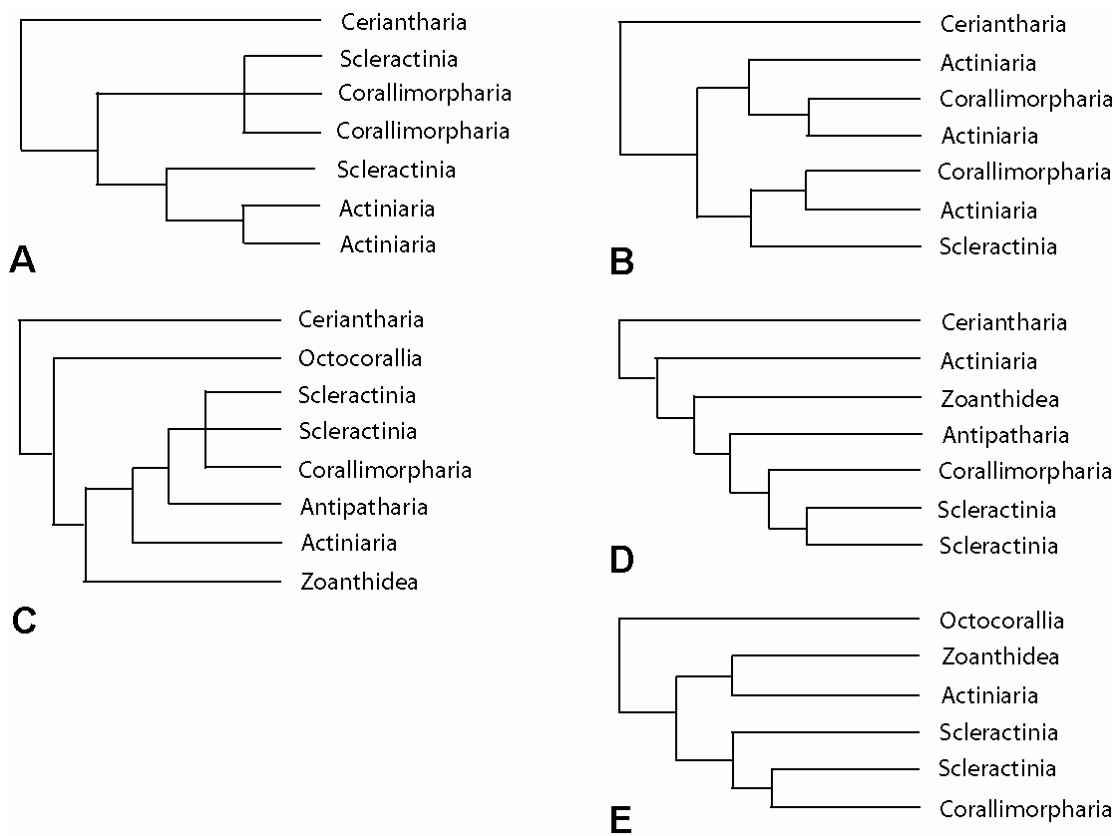 Ceriantharia
Scleractinia
Corallimorpharia
Corallimorpharia
Scleractinia
Actiniaria
Actiniaria
A
Ceriantharia
Actiniaria
Corallimorpharia
Actiniaria
Corallimorpharia
Actiniaria
Scleractinia
B
Ceriantharia
Octocorallia
Scleractinia
Scleractinia
Corallimorpharia
Antipatharia
Actiniaria
Zoanthidea
C
Ceriantharia
Actiniaria
Zoanthidea
Antipatharia
Corallimorpharia
Scleractinia
Scleractinia
D
Octocorallia
Zoanthidea
Actiniaria
Scleractinia
Scleractinia
Corallimorpharia
E